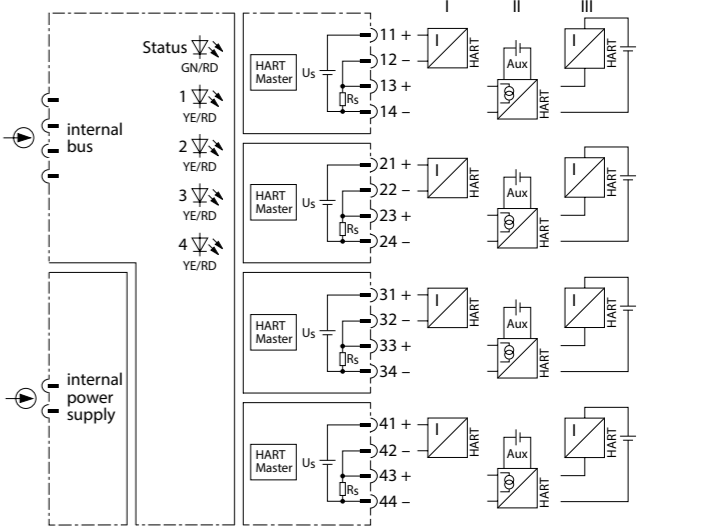 I II III
Status
GN/RD
1
YE/RD
2
YE/RD
3
YE/RD
4
YE/RD
internal
bus
internal
power
supply
HART
Master
Us
Rs
11 +
12 –
13 +
14 –
I
HART
Aux
HART
I
HART
HART
Master
Us
Rs
21 +
22 –
23 +
24 –
I
HART
Aux
HART
I
HART
HART
Master
Us
Rs
31 +
32 –
33 +
34 –
I
HART
Aux
HART
I
HART
HART
Master
Us
Rs
41 +
42 –
43 +
44 –
I
HART
Aux
HART
I
HART